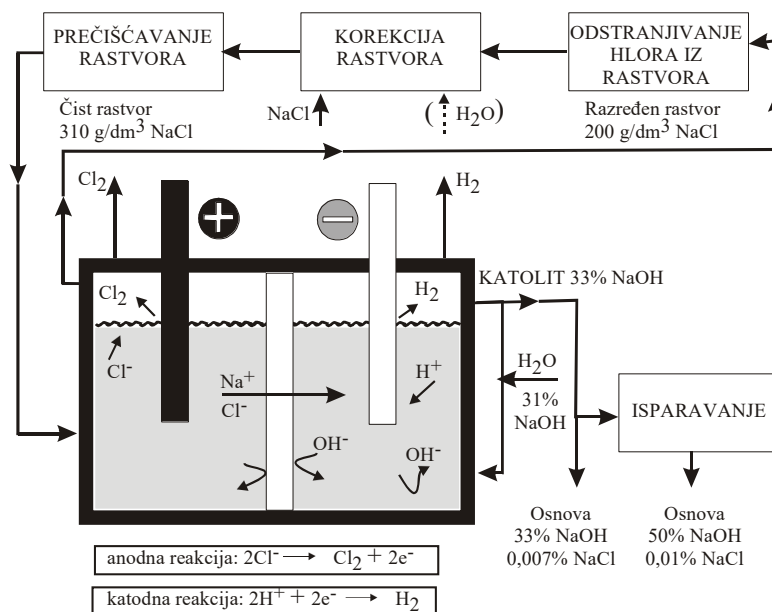 PREČIŠĆAVANJE
RASTVORA
KOREKCIJA
RASTVORA
ODSTRANJIVANJE
HLORA IZ
RASTVORA
Čist rastvor
310 g/dm³ NaCl
NaCl
( H₂O)
Razređen rastvor
200 g/dm³ NaCl
Cl₂
+
−
H₂
KATOLIT 33% NaOH
Cl₂
H₂
Cl⁻
Na⁺
Cl⁻
H⁺
H₂O
31%
NaOH
ISPARAVANJE
OH⁻
OH⁻
Osnova
33% NaOH
0,007% NaCl
Osnova
50% NaOH
0,01% NaCl
anodna reakcija: 2Cl⁻ → Cl₂ + 2e⁻
katodna reakcija: 2H⁺ + 2e⁻ → H₂